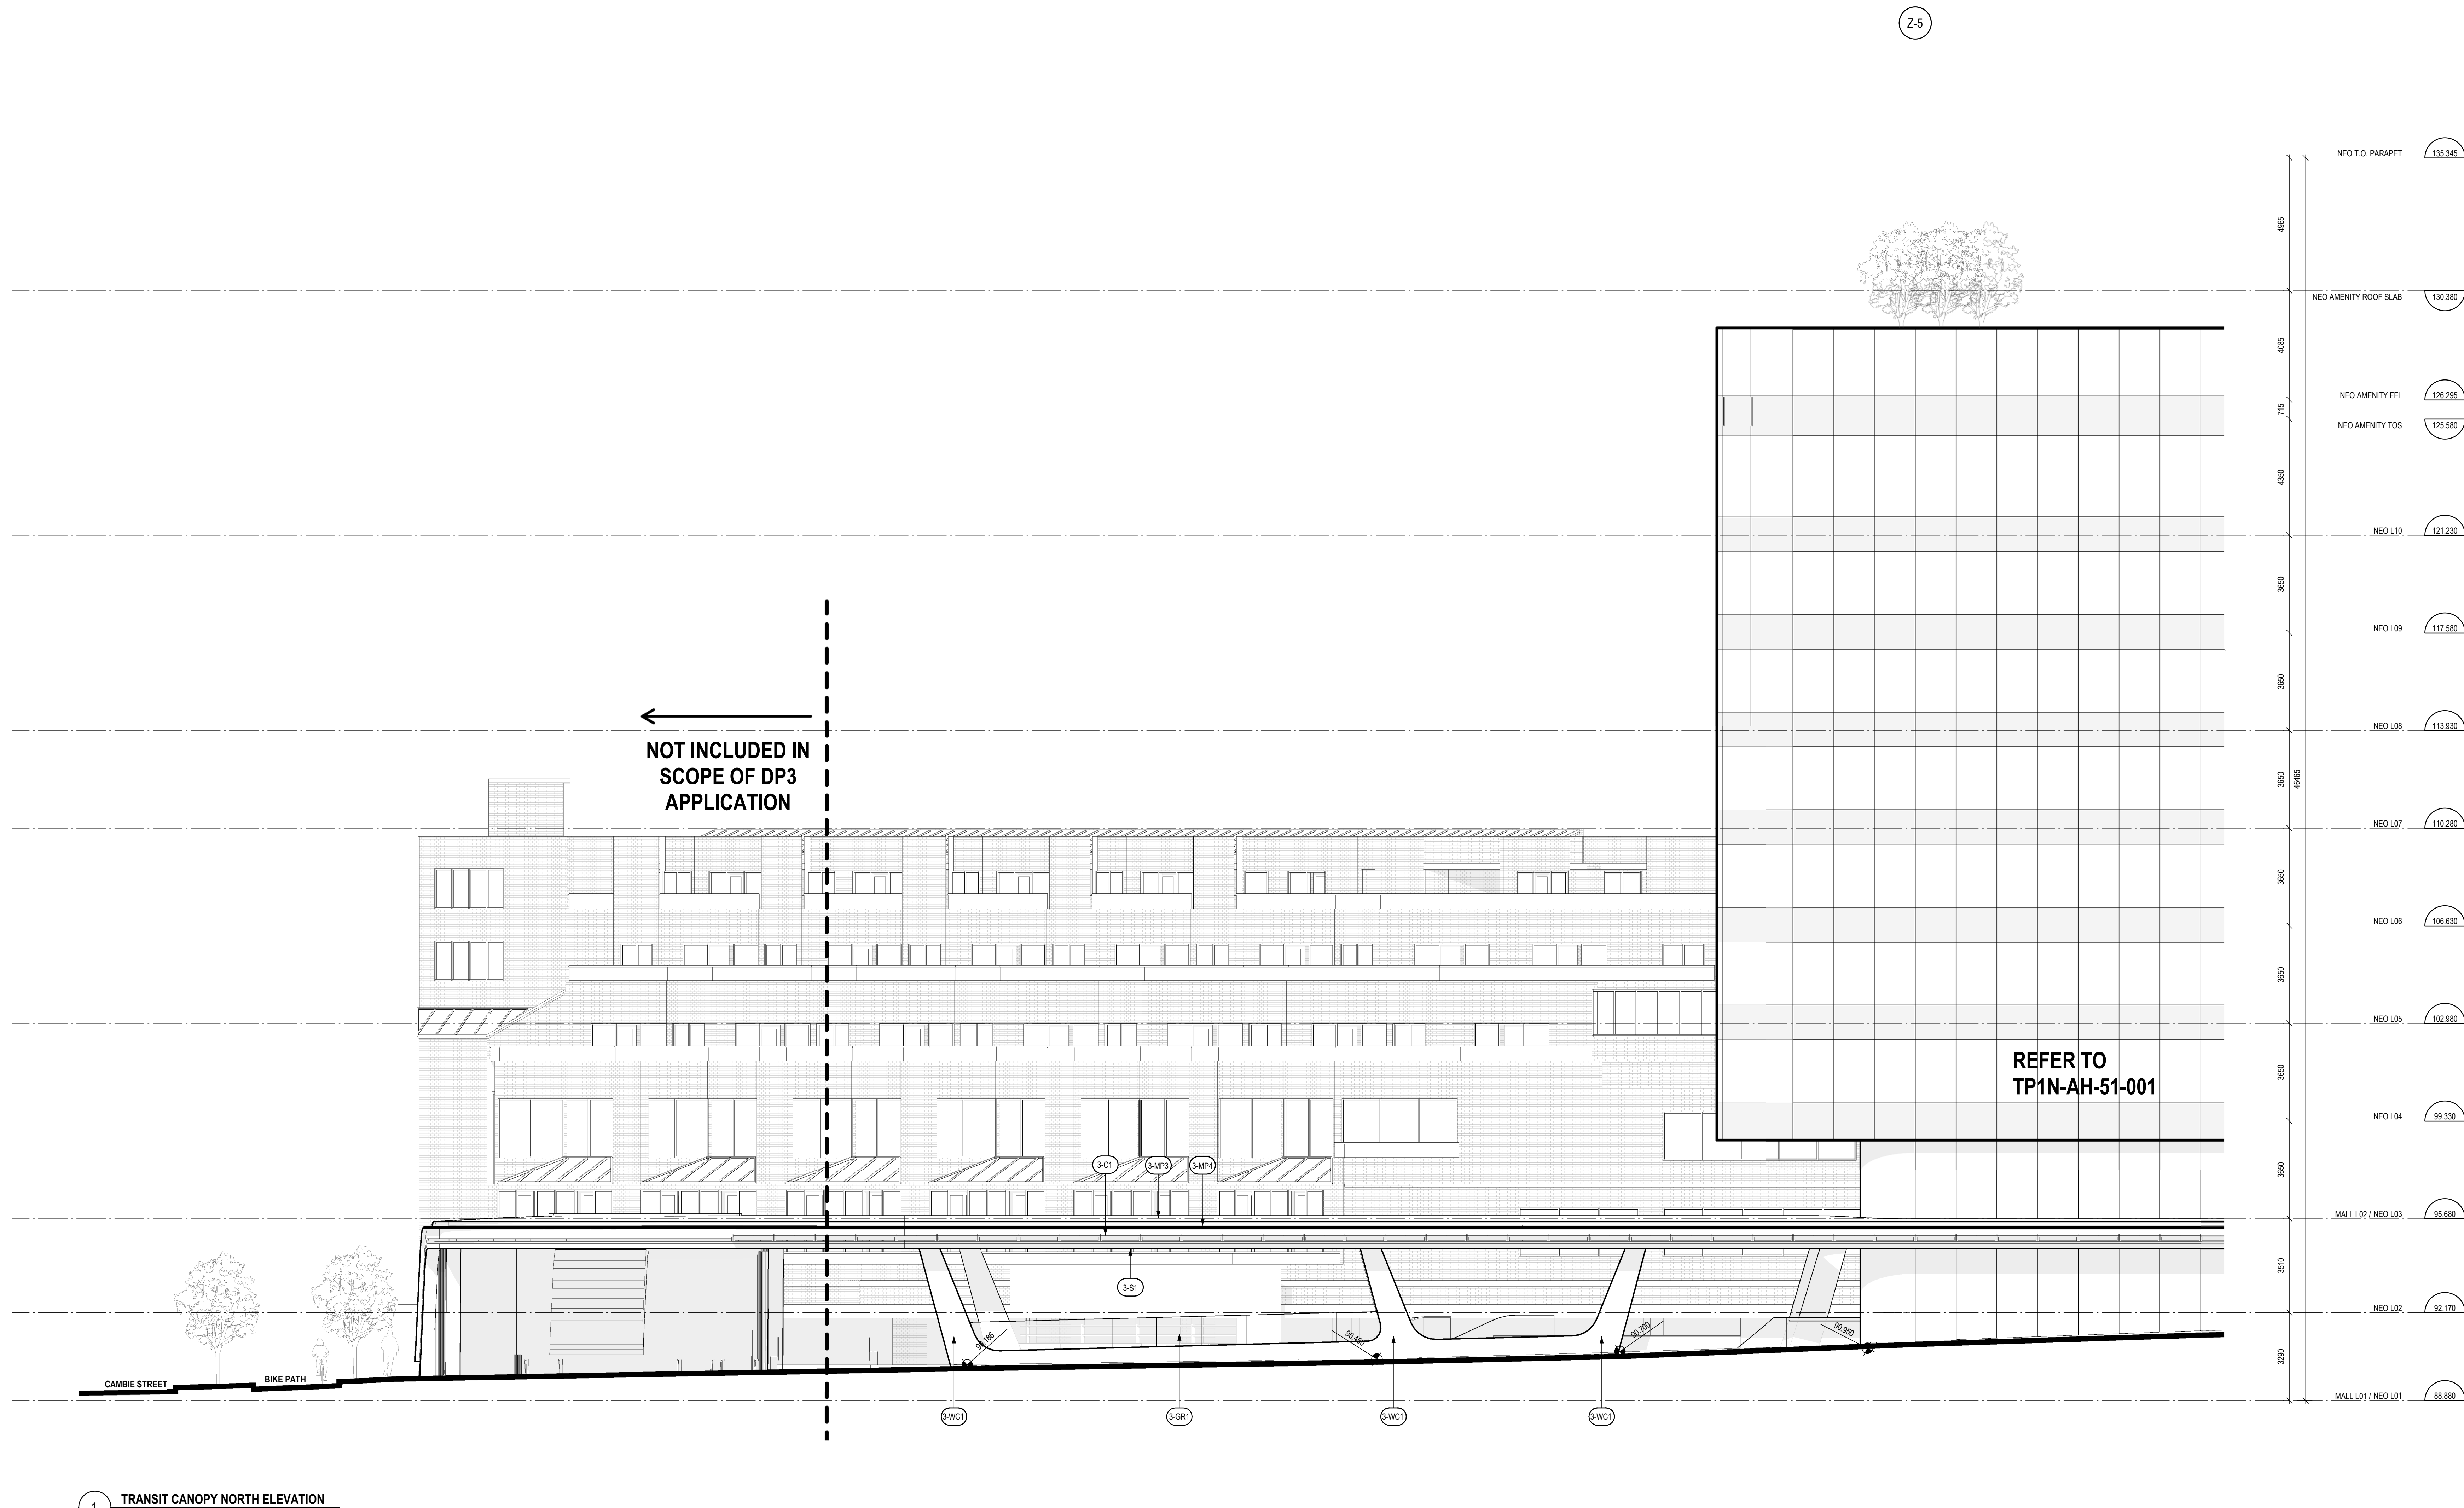 Z-5
NEO T.O. PARAPET 135.345
4965
NEO AMENITY ROOF SLAB 130.380
4085
NEO AMENITY FFL 126.295
715
NEO AMENITY TOS 125.580
4350
NEO L10 121.230
3650
NEO L09 117.580
3650
NEO L08 113.930
NOT INCLUDED IN
SCOPE OF DP3
APPLICATION
3650
46465
NEO L07 110.280
3650
NEO L06 106.630
3650
NEO L05 102.980
REFER TO
TP1N-AH-51-001
3650
NEO L04 99.330
3-C1
3-MP3
3-MP4
3650
MALL L02 / NEO L03 95.680
3510
3-S1
NEO L02 92.170
90.450
90.700
90.950
3290
CAMBIE STREET
BIKE PATH
MALL L01 / NEO L01 88.880
3-WC1
3-GR1
3-WC1
3-WC1
1
TRANSIT CANOPY NORTH ELEVATION